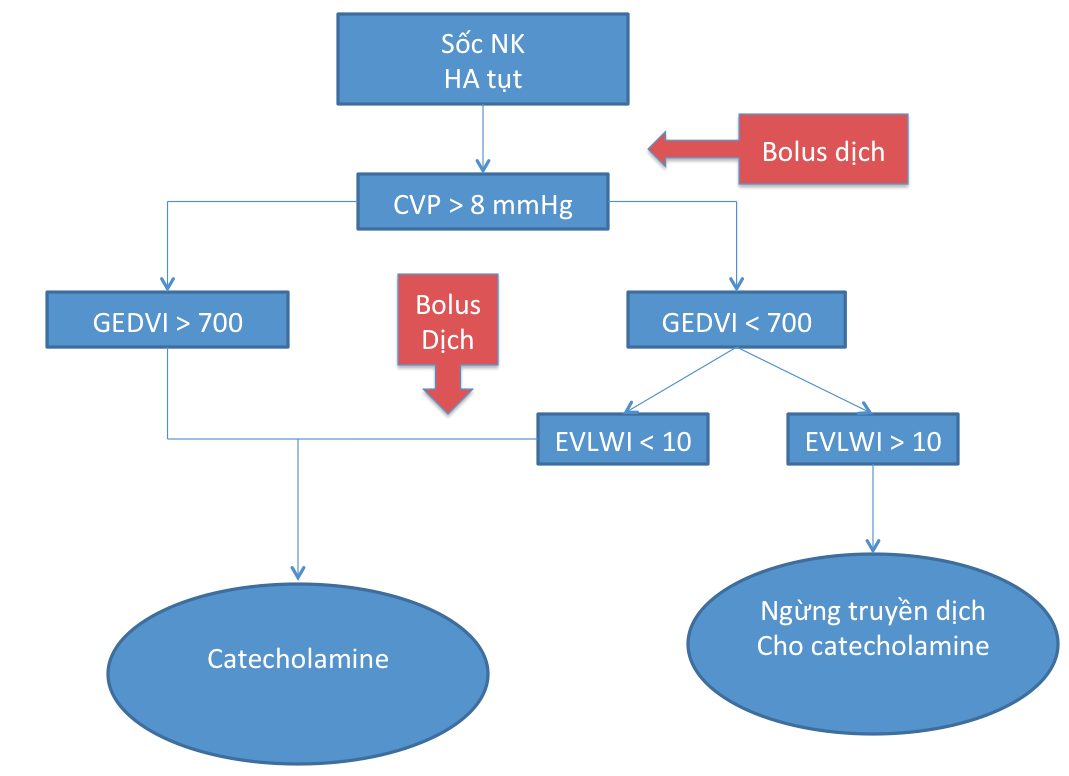 Sốc NK
HA tụt
Bolus dịch
CVP > 8 mmHg
GEDVI > 700
Bolus
Dịch
GEDVI < 700
EVLWI < 10
EVLWI > 10
Catecholamine
Ngừng truyền dịch
Cho catecholamine